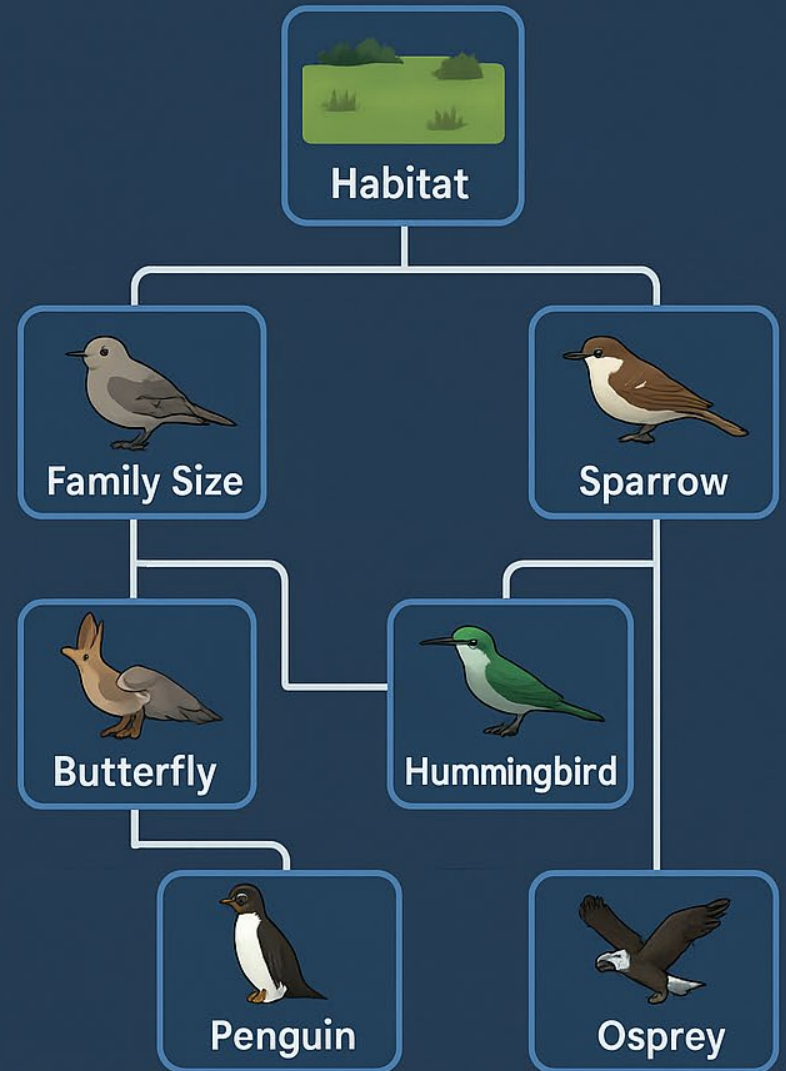 Habitat
Family Size
Sparrow
Butterfly
Hummingbird
Penguin
Osprey